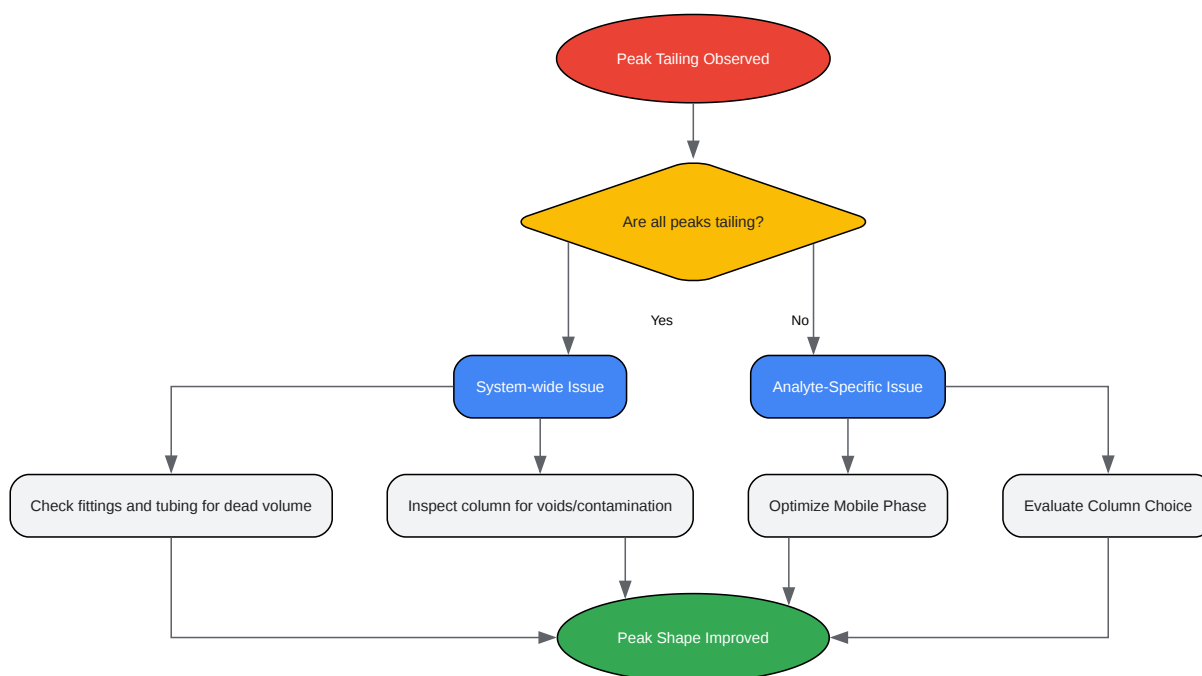 Peak Tailing Observed
Are all peaks tailing?
Yes
No
System-wide Issue
Analyte-Specific Issue
Check fittings and tubing for dead volume
Inspect column for voids/contamination
Optimize Mobile Phase
Evaluate Column Choice
Peak Shape Improved